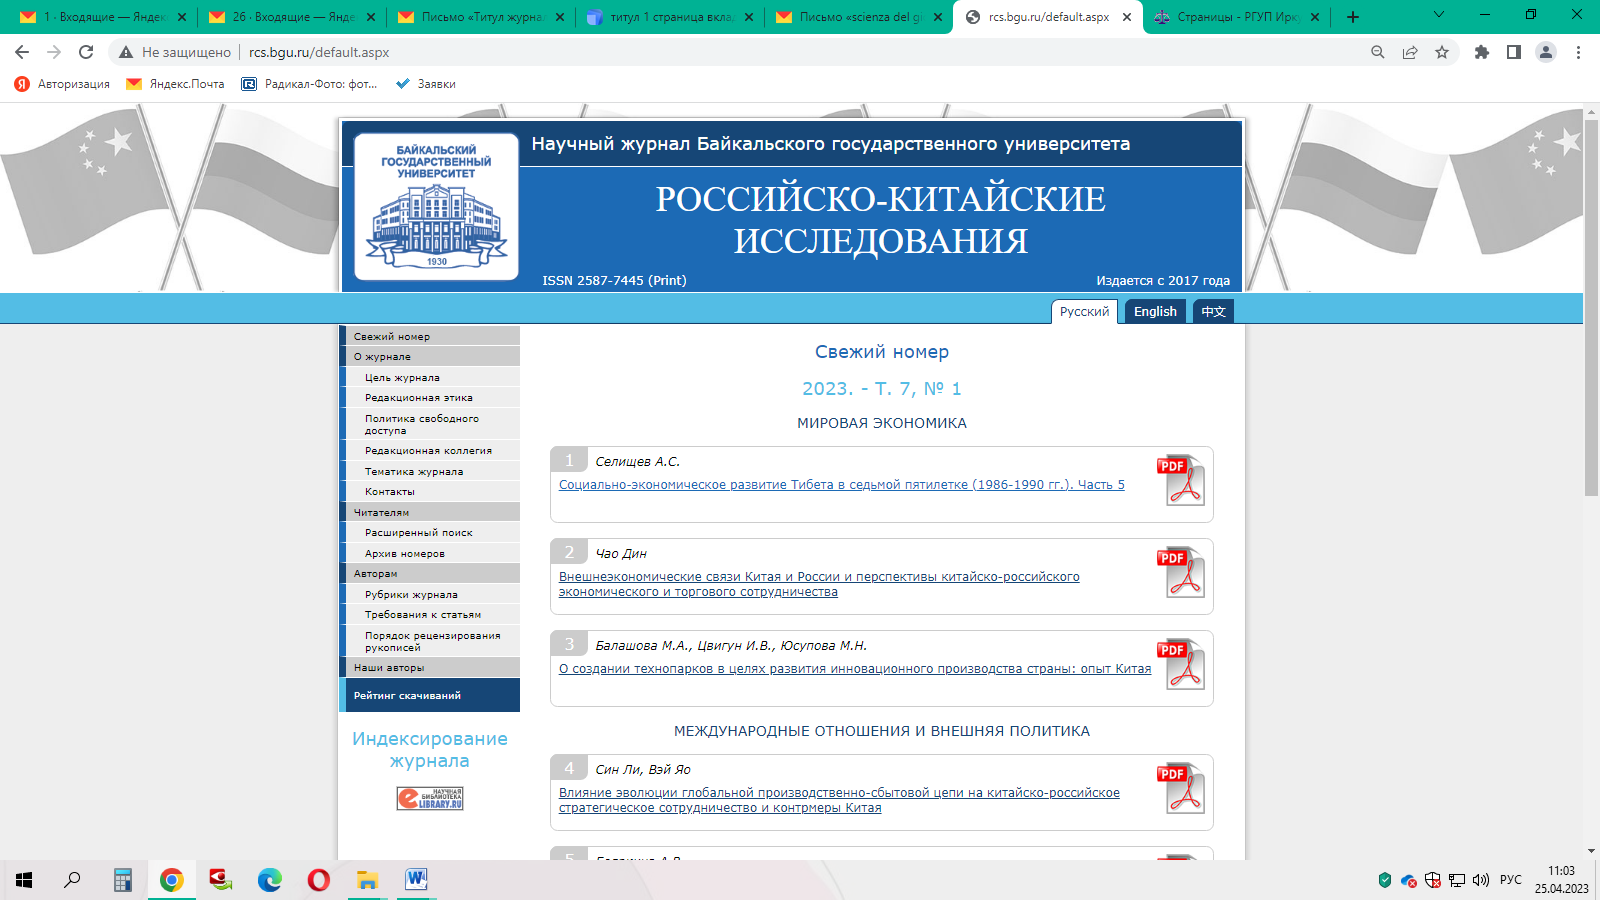 1 · Входящие — Яндек
26 · Входящие — Янде
Письмо «Титул журна
титул 1 страница вкла
Письмо «scienza del gi
rcs.bgu.ru/default.aspx
Страницы - РГУП Ирк
Не защищено
rcs.bgu.ru/default.aspx
Авторизация
Яндекс.Почта
Радикал-Фото: фот...
Заявки
БАЙКАЛЬСКИЙ
ГОСУДАРСТВЕННЫЙ
УНИВЕРСИТЕТ
1930
Научный журнал Байкальского государственного университета
РОССИЙСКО-КИТАЙСКИЕ
ИССЛЕДОВАНИЯ
ISSN 2587-7445 (Print)
Издается с 2017 года
Русский
English
中文
Свежий номер
О журнале
Цель журнала
Редакционная этика
Политика свободного
доступа
Редакционная коллегия
Тематика журнала
Контакты
Читателям
Расширенный поиск
Архив номеров
Авторам
Рубрики журнала
Требования к статьям
Порядок рецензирования
рукописей
Наши авторы
Рейтинг скачиваний
Индексирование
журнала
НАУЧНАЯ
БИБЛИОТЕКА
eLIBRARY.RU
Свежий номер
2023. - Т. 7, № 1
МИРОВАЯ ЭКОНОМИКА
1
Селищев А.С.
Социально-экономическое развитие Тибета в седьмой пятилетке (1986-1990 гг.). Часть 5
PDF
2
Чао Дин
Внешнеэкономические связи Китая и России и перспективы китайско-российского
экономического и торгового сотрудничества
PDF
3
Балашова М.А., Цвигун И.В., Юсупова М.Н.
О создании технопарков в целях развития инновационного производства страны: опыт Китая
PDF
МЕЖДУНАРОДНЫЕ ОТНОШЕНИЯ И ВНЕШНЯЯ ПОЛИТИКА
4
Син Ли, Вэй Яо
Влияние эволюции глобальной производственно-сбытовой цепи на китайско-российское
стратегическое сотрудничество и контрмеры Китая
PDF
РУС
11:03
25.04.2023